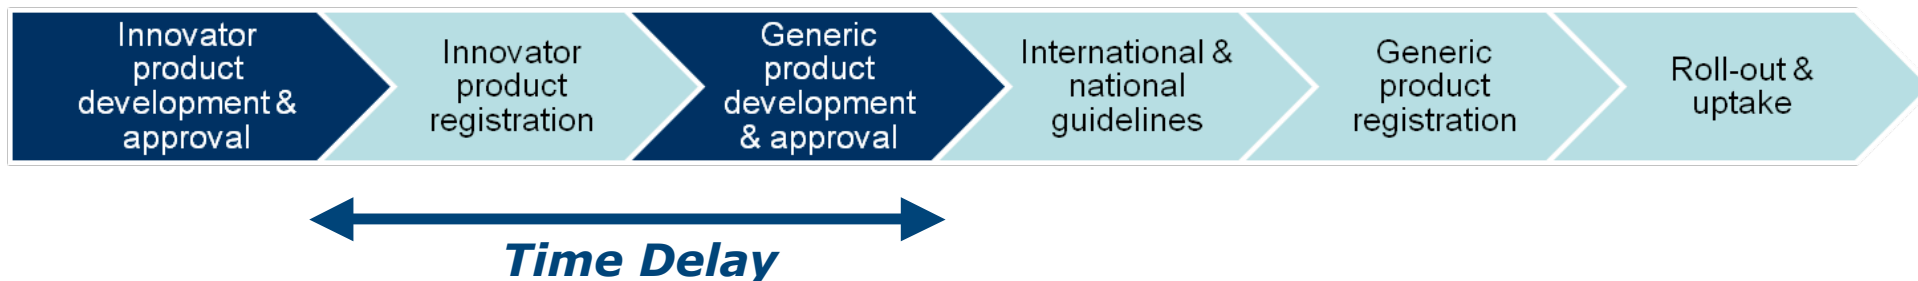 Innovator
product
development &
approval
Innovator
product
registration
Generic
product
development
& approval
International &
national
guidelines
Generic
product
registration
Roll-out &
uptake
Time Delay